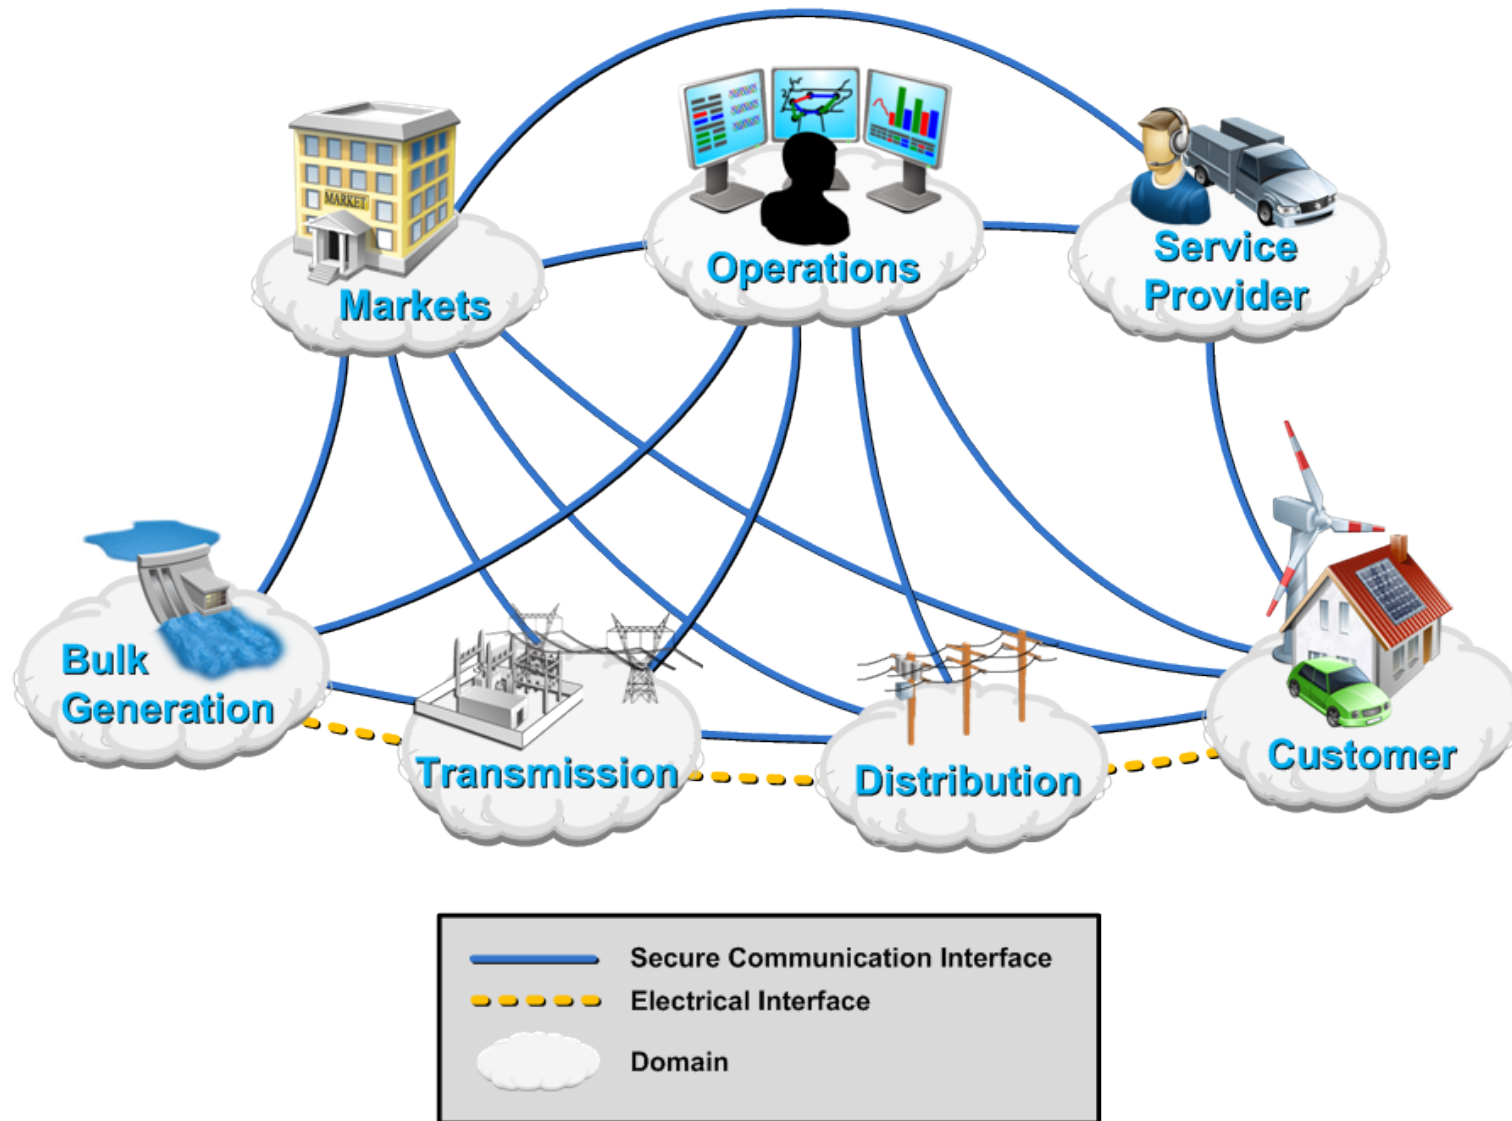 MARKET
Markets
Operations
Service
Provider
Bulk
Generation
Transmission
Distribution
Customer
Secure Communication Interface
Electrical Interface
Domain